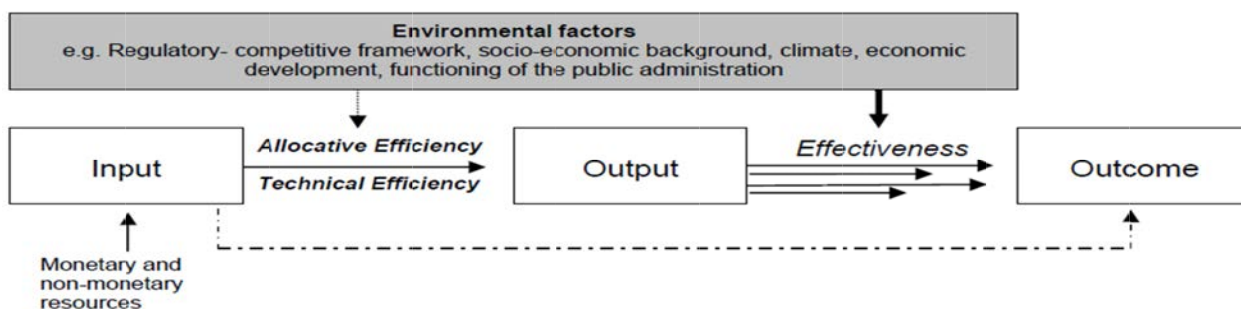 Environmental factors
e.g. Regulatory- competitive framework, socio-economic background, climate, economic
development, functioning of the public administration
Allocative Efficiency
Effectiveness
Input
Output
Outcome
Technical Efficiency
Monetary and
non-monetary
resources